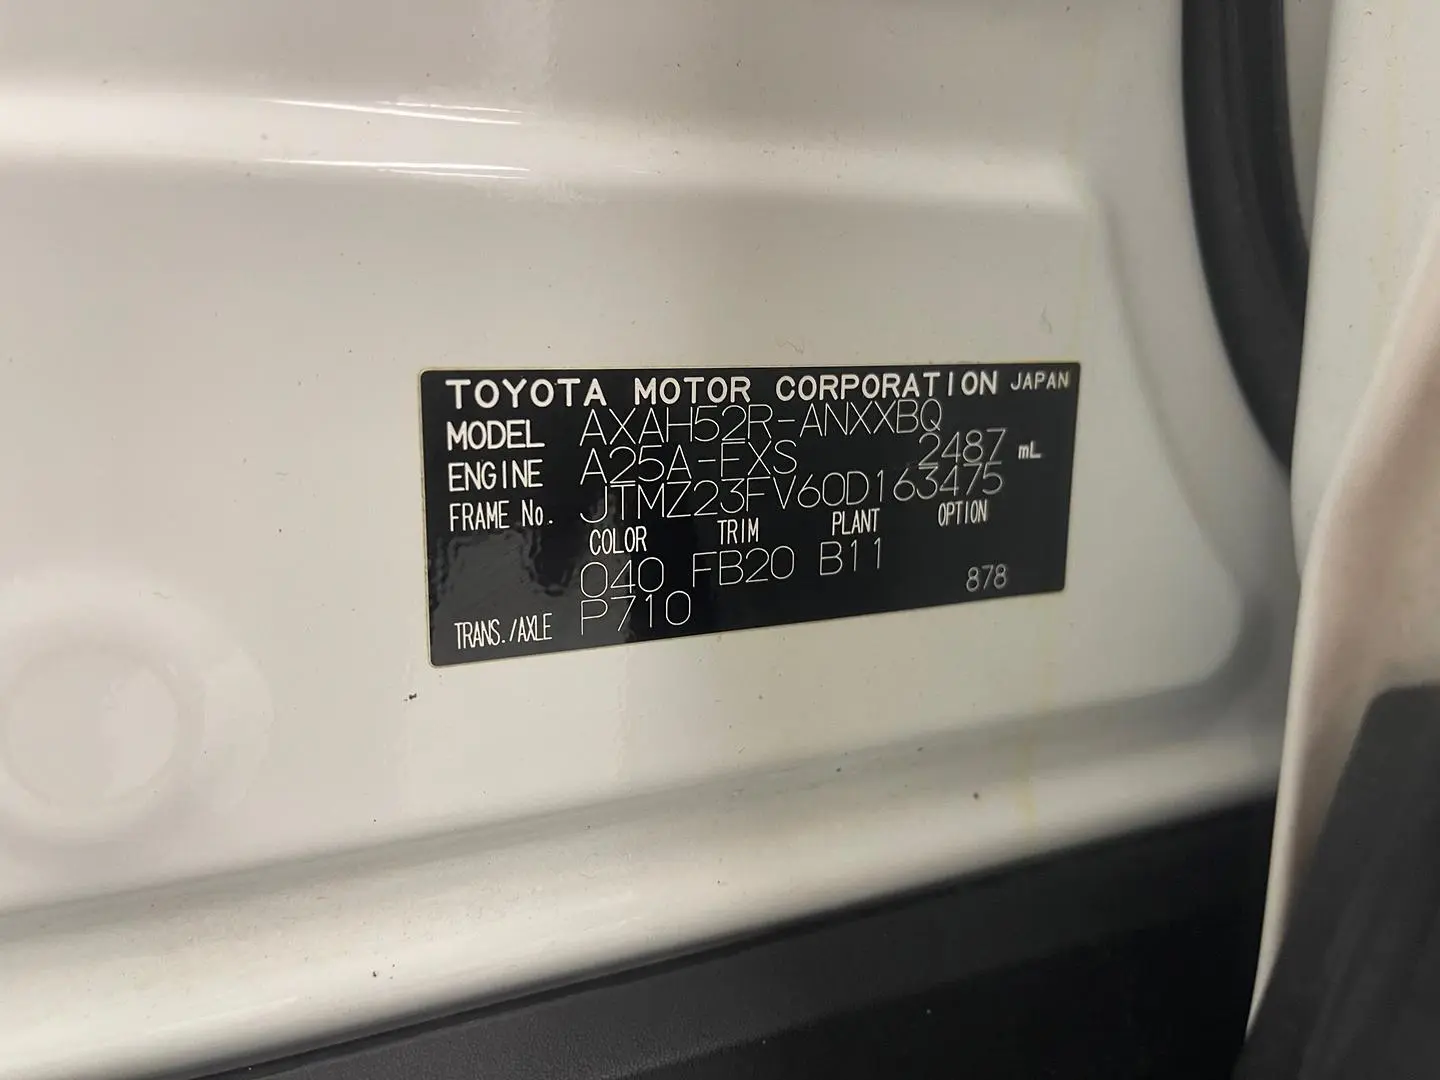 TOYOTA MOTOR CORPORATION JAPAN
MODEL AXAH52R-ANXXBQ
ENGINE A25A-FXS 2487 mL
FRAME No. JTMZ23FV60D163475
COLOR TRIM PLANT OPTION
040 FB20 B11
878
TRANS./AXLE P710